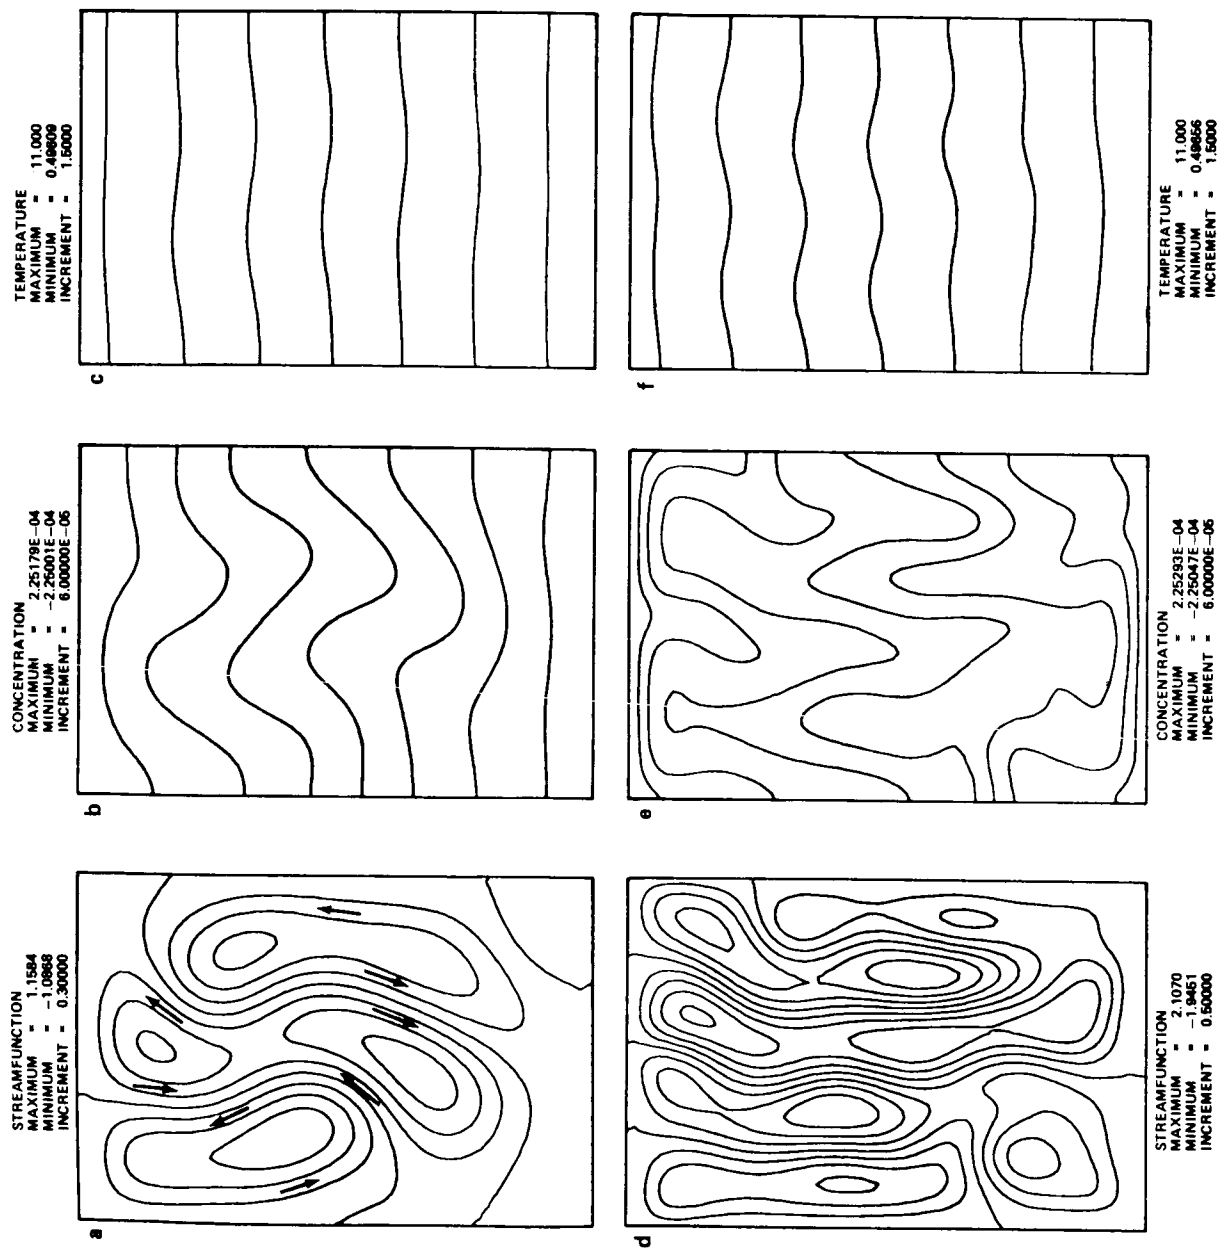 STREAMFUNCTION
MAXIMUM = 1.1584
MINIMUM = −1.0868
INCREMENT = 0.30000
CONCENTRATION
MAXIMUM = 2.25179E−04
MINIMUM = −2.25001E−04
INCREMENT = 6.00000E−05
TEMPERATURE
MAXIMUM = 11.000
MINIMUM = 0.49609
INCREMENT = 1.5000
a
b
c
d
e
f
STREAMFUNCTION
MAXIMUM = 2.1070
MINIMUM = −1.9451
INCREMENT = 0.50000
CONCENTRATION
MAXIMUM = 2.25293E−04
MINIMUM = −2.25047E−04
INCREMENT = 6.00000E−05
TEMPERATURE
MAXIMUM = 11.000
MINIMUM = 0.49656
INCREMENT = 1.5000